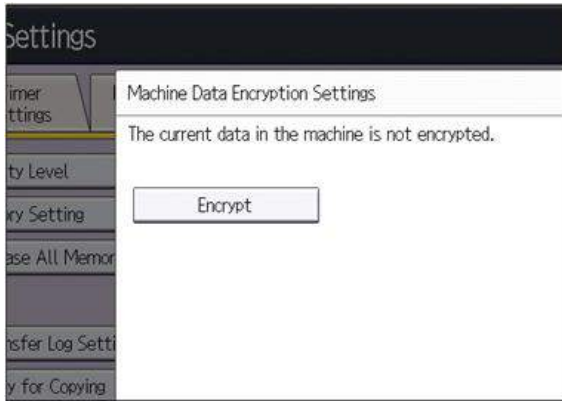 Settings
imer
ttings
Machine Data Encryption Settings
The current data in the machine is not encrypted.
Encrypt
ty Level
ry Setting
ase All Memor
nsfer Log Setti
y for Copying